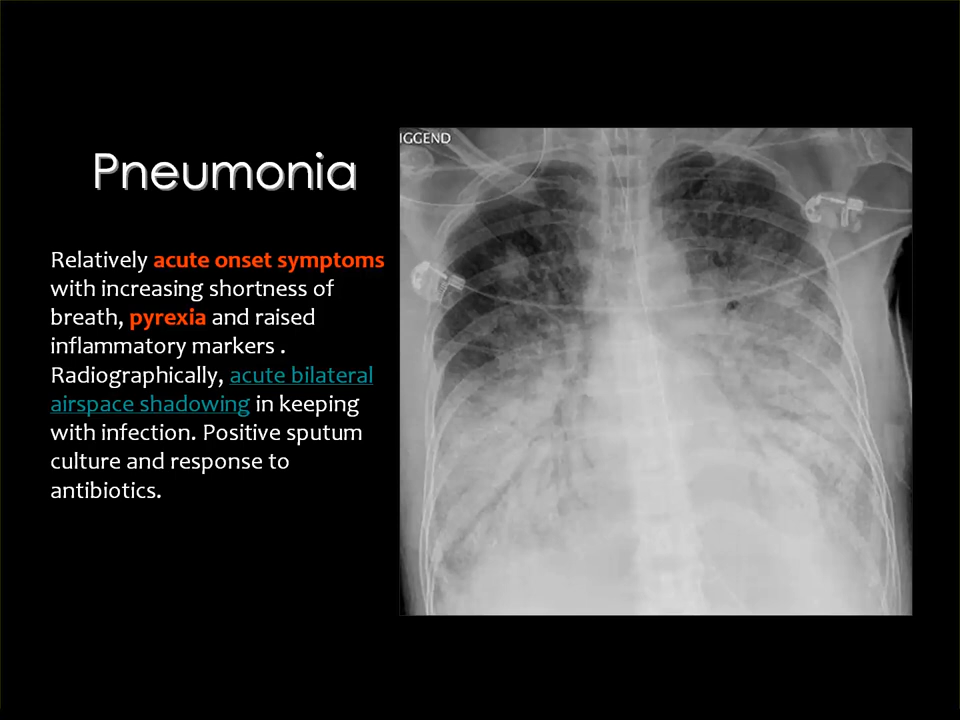 IGGEND
Pneumonia
Relatively acute onset symptoms
with increasing shortness of
breath, pyrexia and raised
inflammatory markers .
Radiographically, acute bilateral
airspace shadowing in keeping
with infection. Positive sputum
culture and response to
antibiotics.